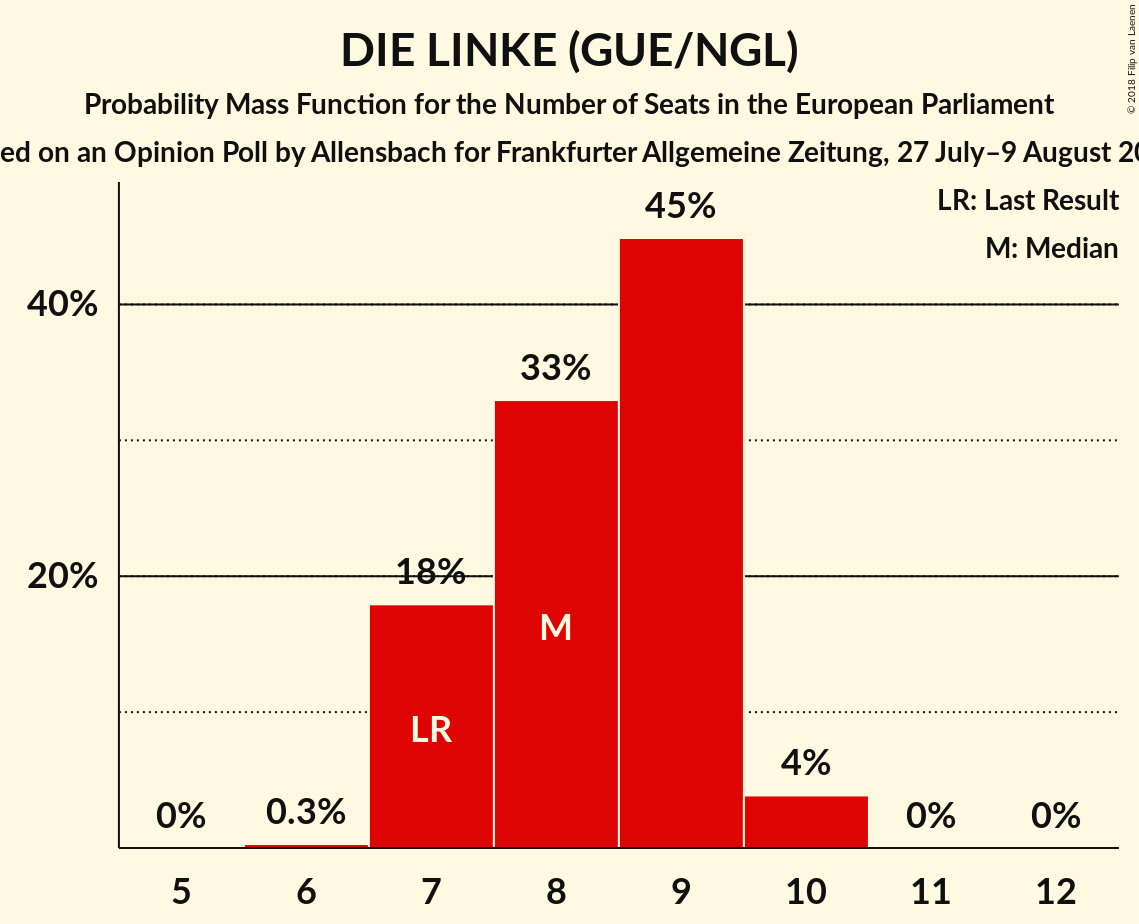 DIE LINKE (GUE/NGL)
Probability Mass Function for the Number of Seats in the European Parliament
ed on an Opinion Poll by Allensbach for Frankfurter Allgemeine Zeitung, 27 July–9 August 20
© 2018 Filip van Laenen
LR: Last Result
M: Median
45%
40%
33%
20%
18%
M
LR
4%
0%
0.3%
0%
0%
5 6 7 8 9 10 11 12